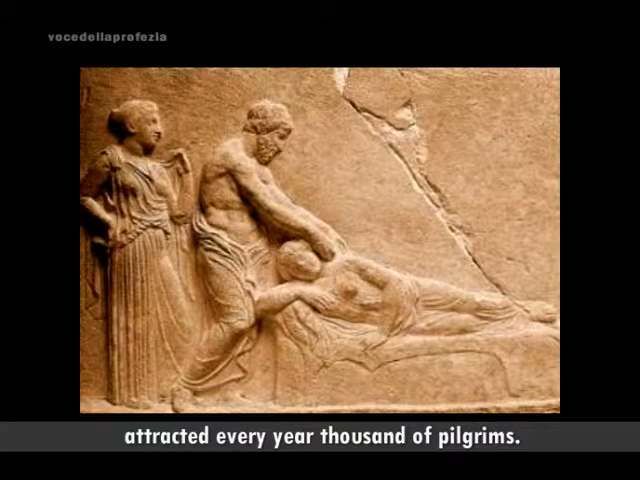 vocedellaprofezia
attracted every year thousand of pilgrims.